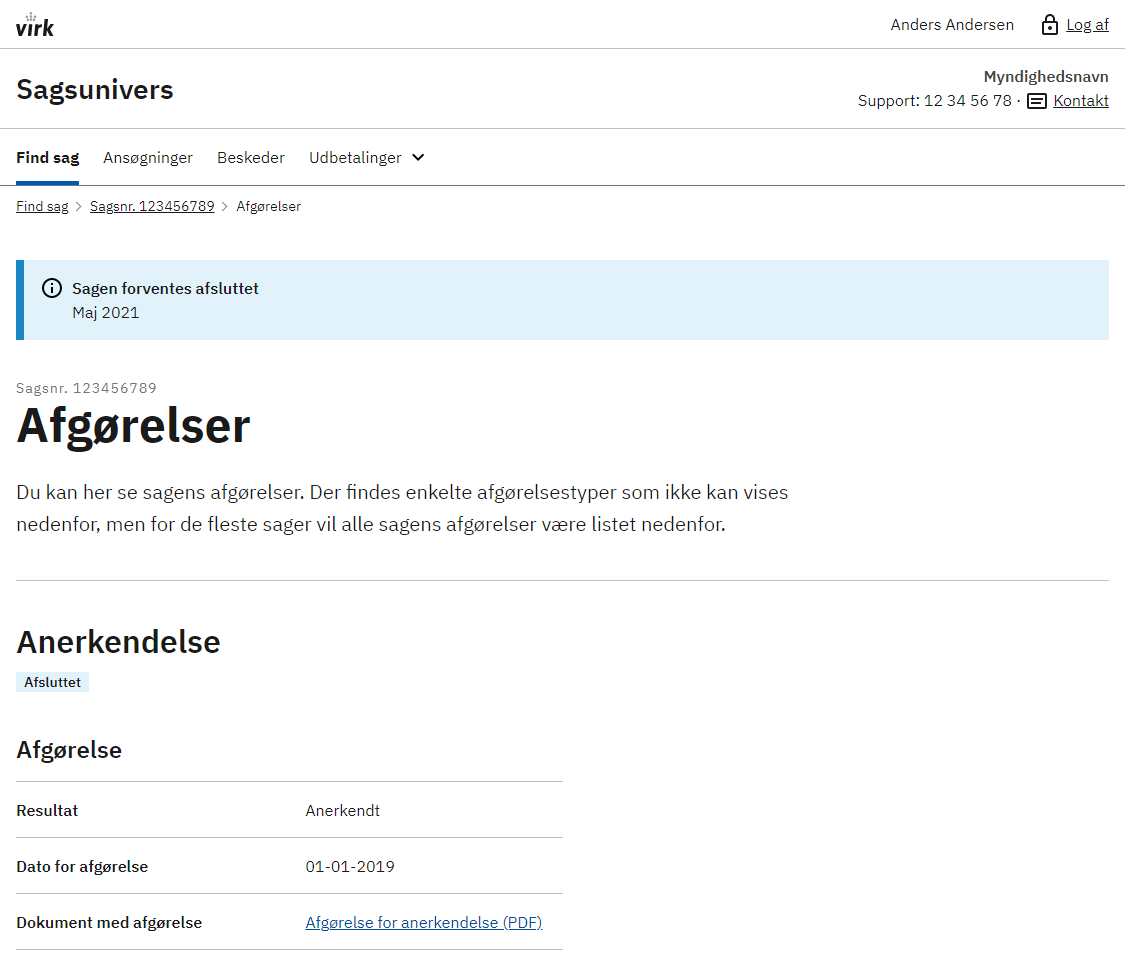 virk
Anders Andersen Log af
Sagsunivers
Myndighedsnavn
Support: 12 34 56 78 · Kontakt
Find sag Ansøgninger Beskeder Udbetalinger
Find sag > Sagsnr. 123456789 > Afgørelser
Sagen forventes afsluttet
Maj 2021
Sagsnr. 123456789
Afgørelser
Du kan her se sagens afgørelser. Der findes enkelte afgørelsestyper som ikke kan vises
nedenfor, men for de fleste sager vil alle sagens afgørelser være listet nedenfor.
Anerkendelse
Afsluttet
Afgørelse
Resultat Anerkendt
Dato for afgørelse 01-01-2019
Dokument med afgørelse Afgørelse for anerkendelse (PDF)